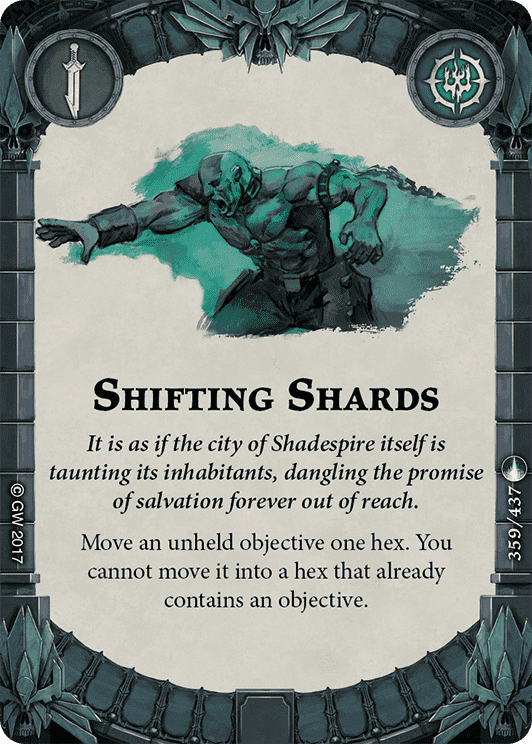 SHIFTING SHARDS
It is as if the city of Shadespire itself is
taunting its inhabitants, dangling the promise
of salvation forever out of reach.
Move an unheld objective one hex. You
cannot move it into a hex that already
contains an objective.
© GW 2017
359/437